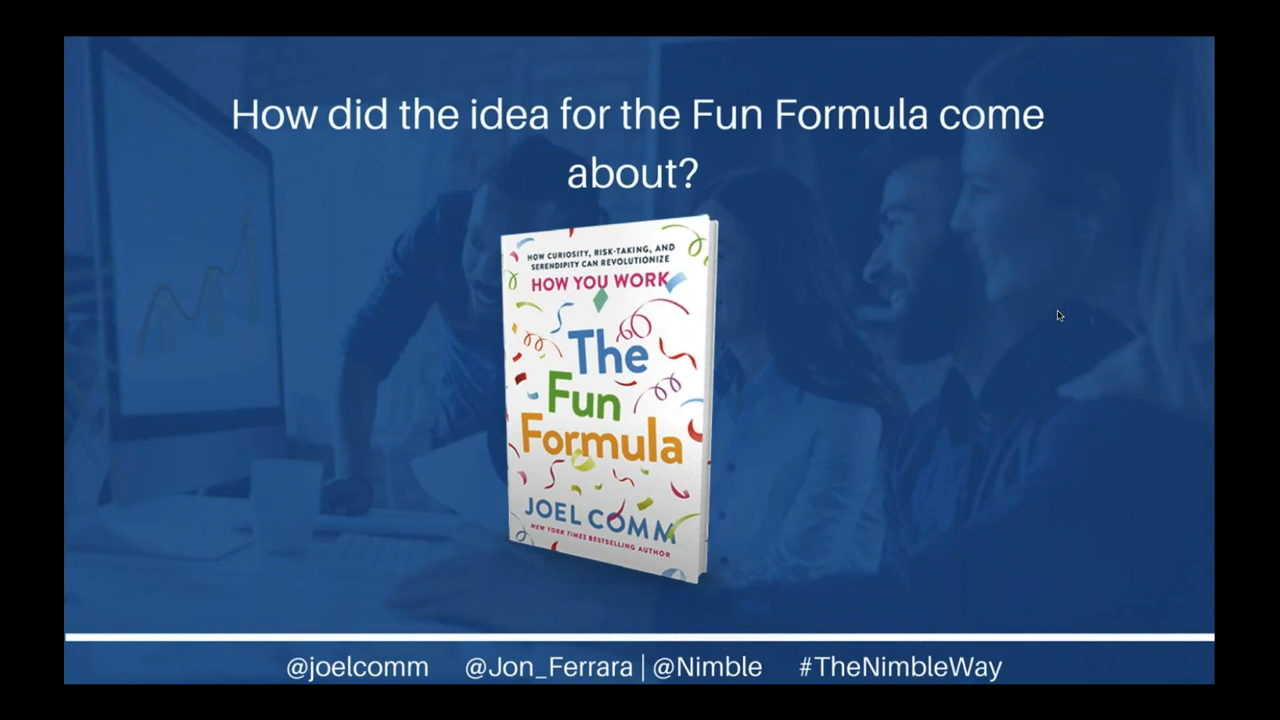 How did the idea for the Fun Formula come
about?
HOW CURIOSITY, RISK-TAKING, AND
SERENDIPITY CAN REVOLUTIONIZE
HOW YOU WORK
The
Fun
Formula
JOEL COMM
NEW YORK TIMES BESTSELLING AUTHOR
@joelcomm @Jon_Ferrara | @Nimble #TheNimbleWay